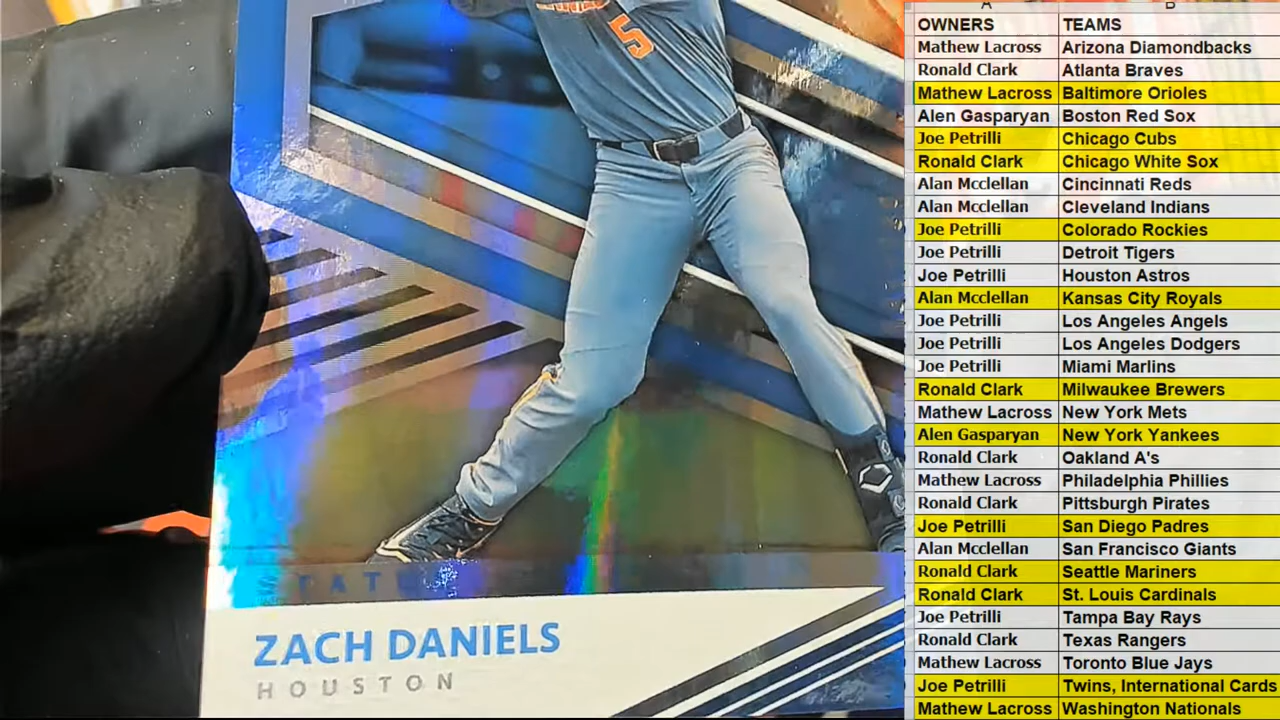 5
STATU
ZACH DANIELS
HOUSTON
A B
OWNERS TEAMS
Mathew Lacross Arizona Diamondbacks
Ronald Clark Atlanta Braves
Mathew Lacross Baltimore Orioles
Alen Gasparyan Boston Red Sox
Joe Petrilli Chicago Cubs
Ronald Clark Chicago White Sox
Alan Mcclellan Cincinnati Reds
Alan Mcclellan Cleveland Indians
Joe Petrilli Colorado Rockies
Joe Petrilli Detroit Tigers
Joe Petrilli Houston Astros
Alan Mcclellan Kansas City Royals
Joe Petrilli Los Angeles Angels
Joe Petrilli Los Angeles Dodgers
Joe Petrilli Miami Marlins
Ronald Clark Milwaukee Brewers
Mathew Lacross New York Mets
Alen Gasparyan New York Yankees
Ronald Clark Oakland A's
Mathew Lacross Philadelphia Phillies
Ronald Clark Pittsburgh Pirates
Joe Petrilli San Diego Padres
Alan Mcclellan San Francisco Giants
Ronald Clark Seattle Mariners
Ronald Clark St. Louis Cardinals
Joe Petrilli Tampa Bay Rays
Ronald Clark Texas Rangers
Mathew Lacross Toronto Blue Jays
Joe Petrilli Twins, International Cards
Mathew Lacross Washington Nationals